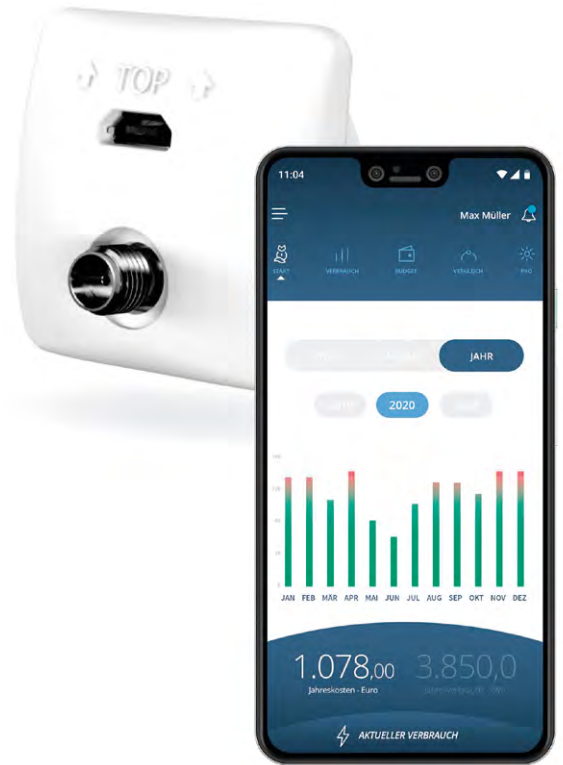 TOP
11:04
Max Müller
START VERBRAUCH BUDGET VERGLEICH
JAHR
2020
JAN FEB MÄR APR MAI JUN JUL AUG SEP OKT NOV DEZ
1.078,00 3.850,0
Jahreskosten - Euro
AKTUELLER VERBRAUCH